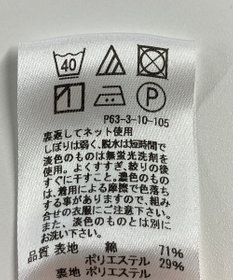 40
P63-3-10-105
P
裏返してネット使用
しぼりは弱く、脱水は短時間で
淡色のものは無蛍光洗剤を
使用。よくすすぎ、絞りの後
すぐに干すこと。濃色のもの
は、着用による摩擦で色落ち
する事がありますので、組み
合せの衣服にご注意下さい。
また、淡色のものとは別に
お洗い下さい。
品質 表地 綿 71%
ポリエステル 29%
裏地 ポリエステル